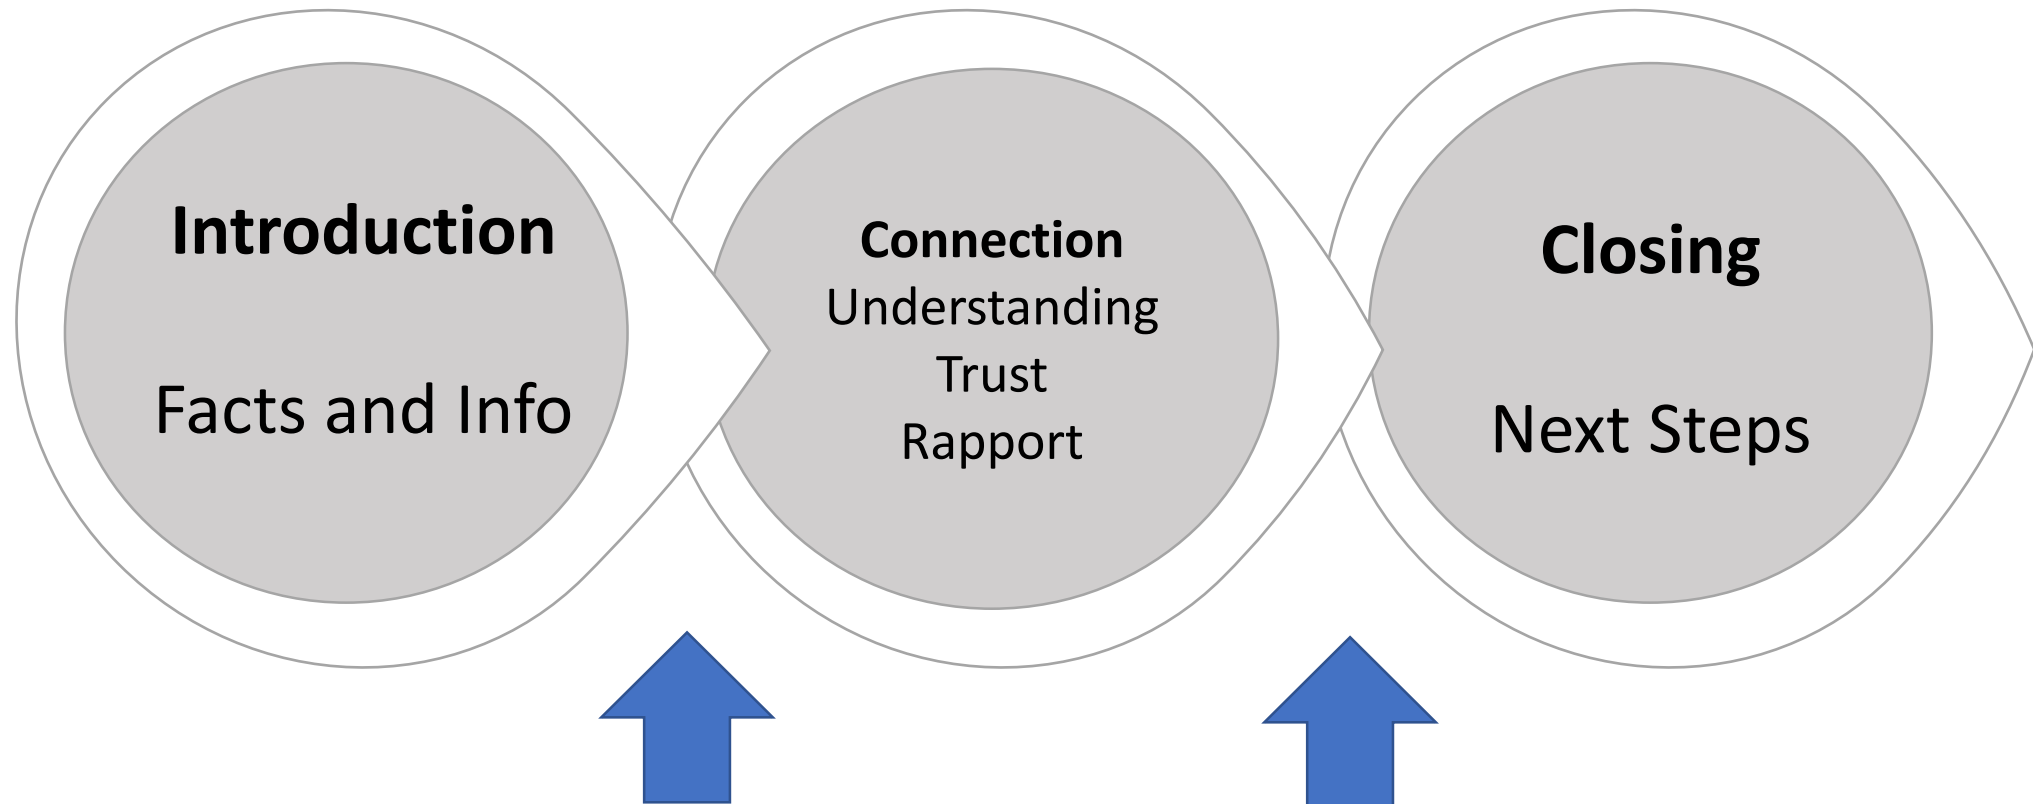 Introduction
Facts and Info
Connection
Understanding
Trust
Rapport
Closing
Next Steps